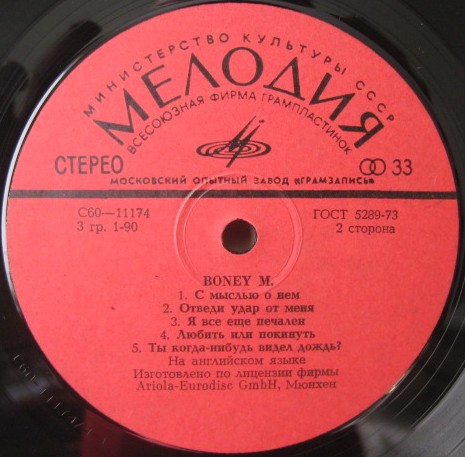 МИНИСТЕРСТВО КУЛЬТУРЫ СССР
МЕЛОДИЯ
ВСЕСОЮЗНАЯ ФИРМА ГРАМПЛАСТИНОК
СТЕРЕО 33
МОСКОВСКИЙ ОПЫТНЫЙ ЗАВОД «ГРАМЗАПИСЬ»
С60—11174 ГОСТ 5289-73
3 гр. 1-90 2 сторона
BONEY M.
1. С мыслью о нем
2. Отведи удар от меня
3. Я все еще печален
4. Любить или покинуть
5. Ты когда-нибудь видел дождь?
На английском языке
Изготовлено по лицензии фирмы
Ariola-Eurodisc GmbH, Мюнхен